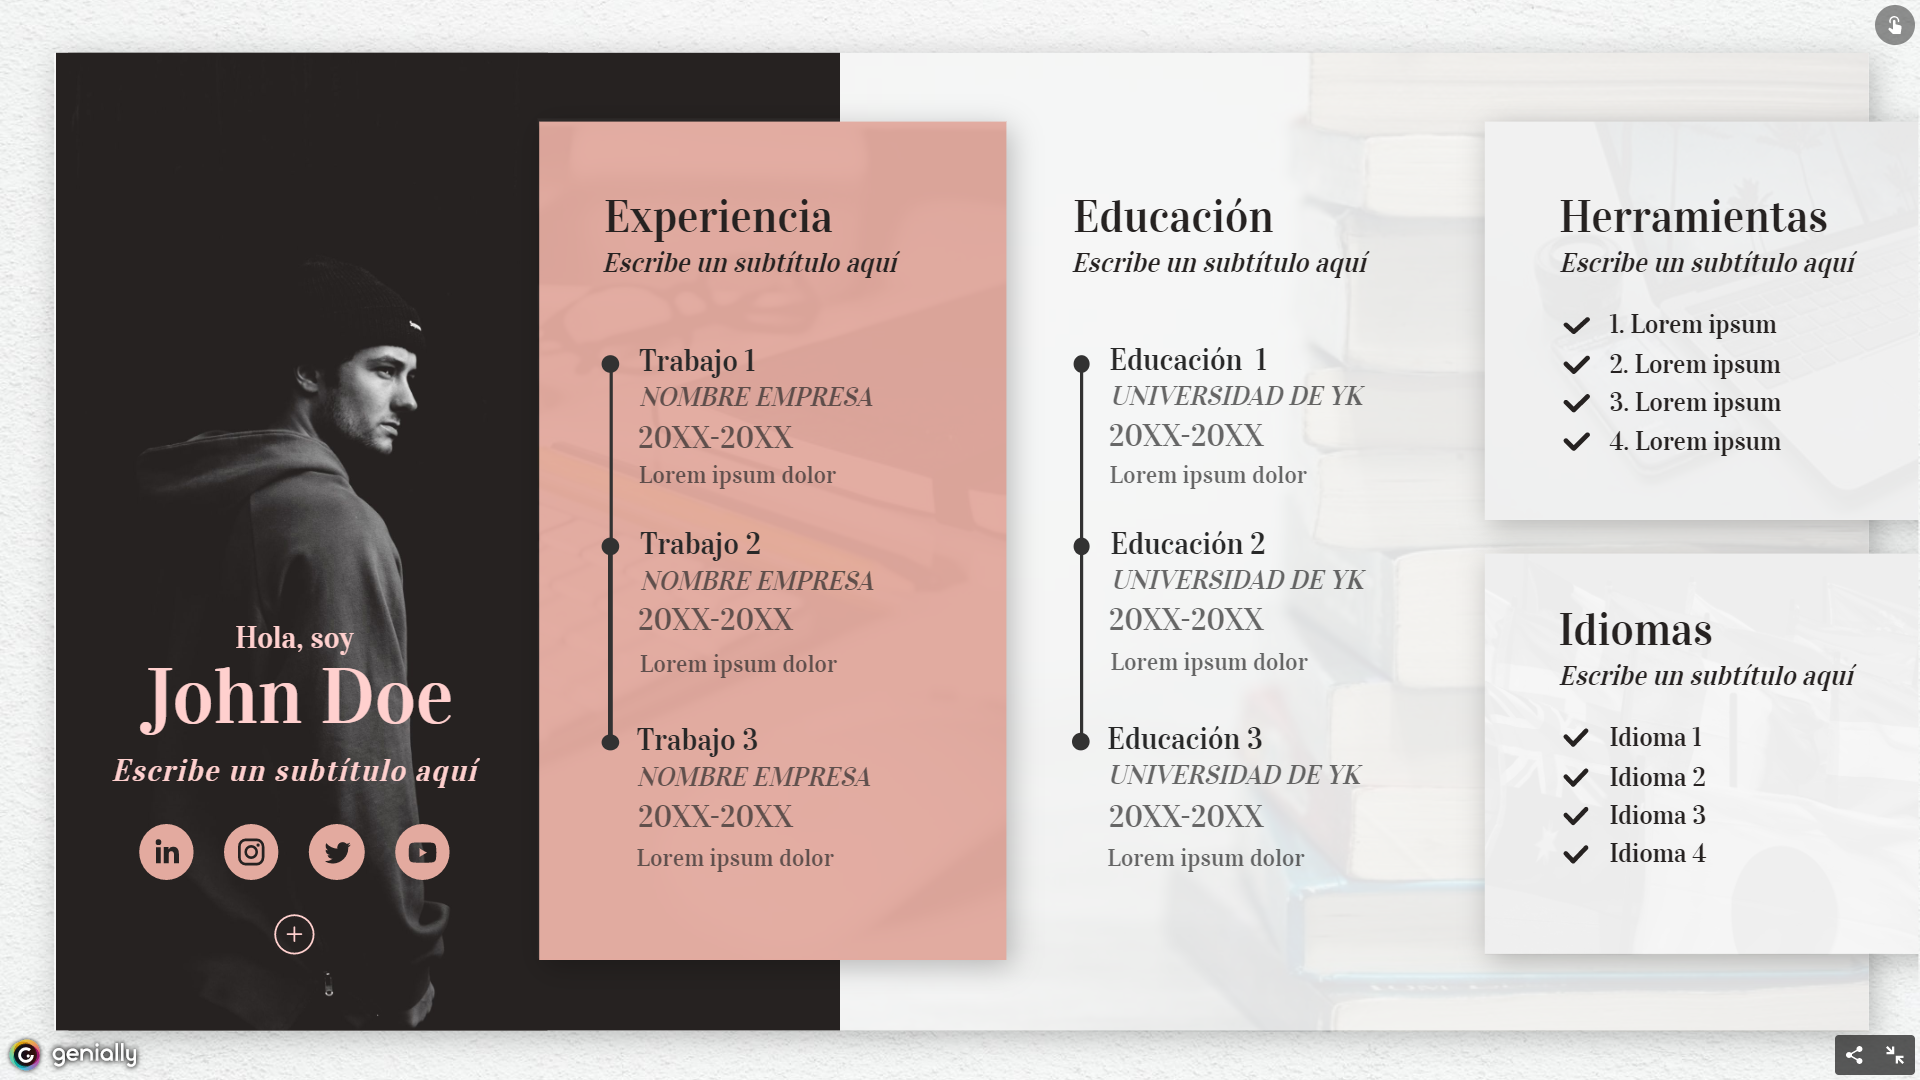 Hola, soy
John Doe
Escribe un subtítulo aquí
in
Experiencia
Escribe un subtítulo aquí
Trabajo 1
NOMBRE EMPRESA
20XX-20XX
Lorem ipsum dolor
Trabajo 2
NOMBRE EMPRESA
20XX-20XX
Lorem ipsum dolor
Trabajo 3
NOMBRE EMPRESA
20XX-20XX
Lorem ipsum dolor
Educación
Escribe un subtítulo aquí
Educación 1
UNIVERSIDAD DE YK
20XX-20XX
Lorem ipsum dolor
Educación 2
UNIVERSIDAD DE YK
20XX-20XX
Lorem ipsum dolor
Educación 3
UNIVERSIDAD DE YK
20XX-20XX
Lorem ipsum dolor
Herramientas
Escribe un subtítulo aquí
1. Lorem ipsum
2. Lorem ipsum
3. Lorem ipsum
4. Lorem ipsum
Idiomas
Escribe un subtítulo aquí
Idioma 1
Idioma 2
Idioma 3
Idioma 4
genially